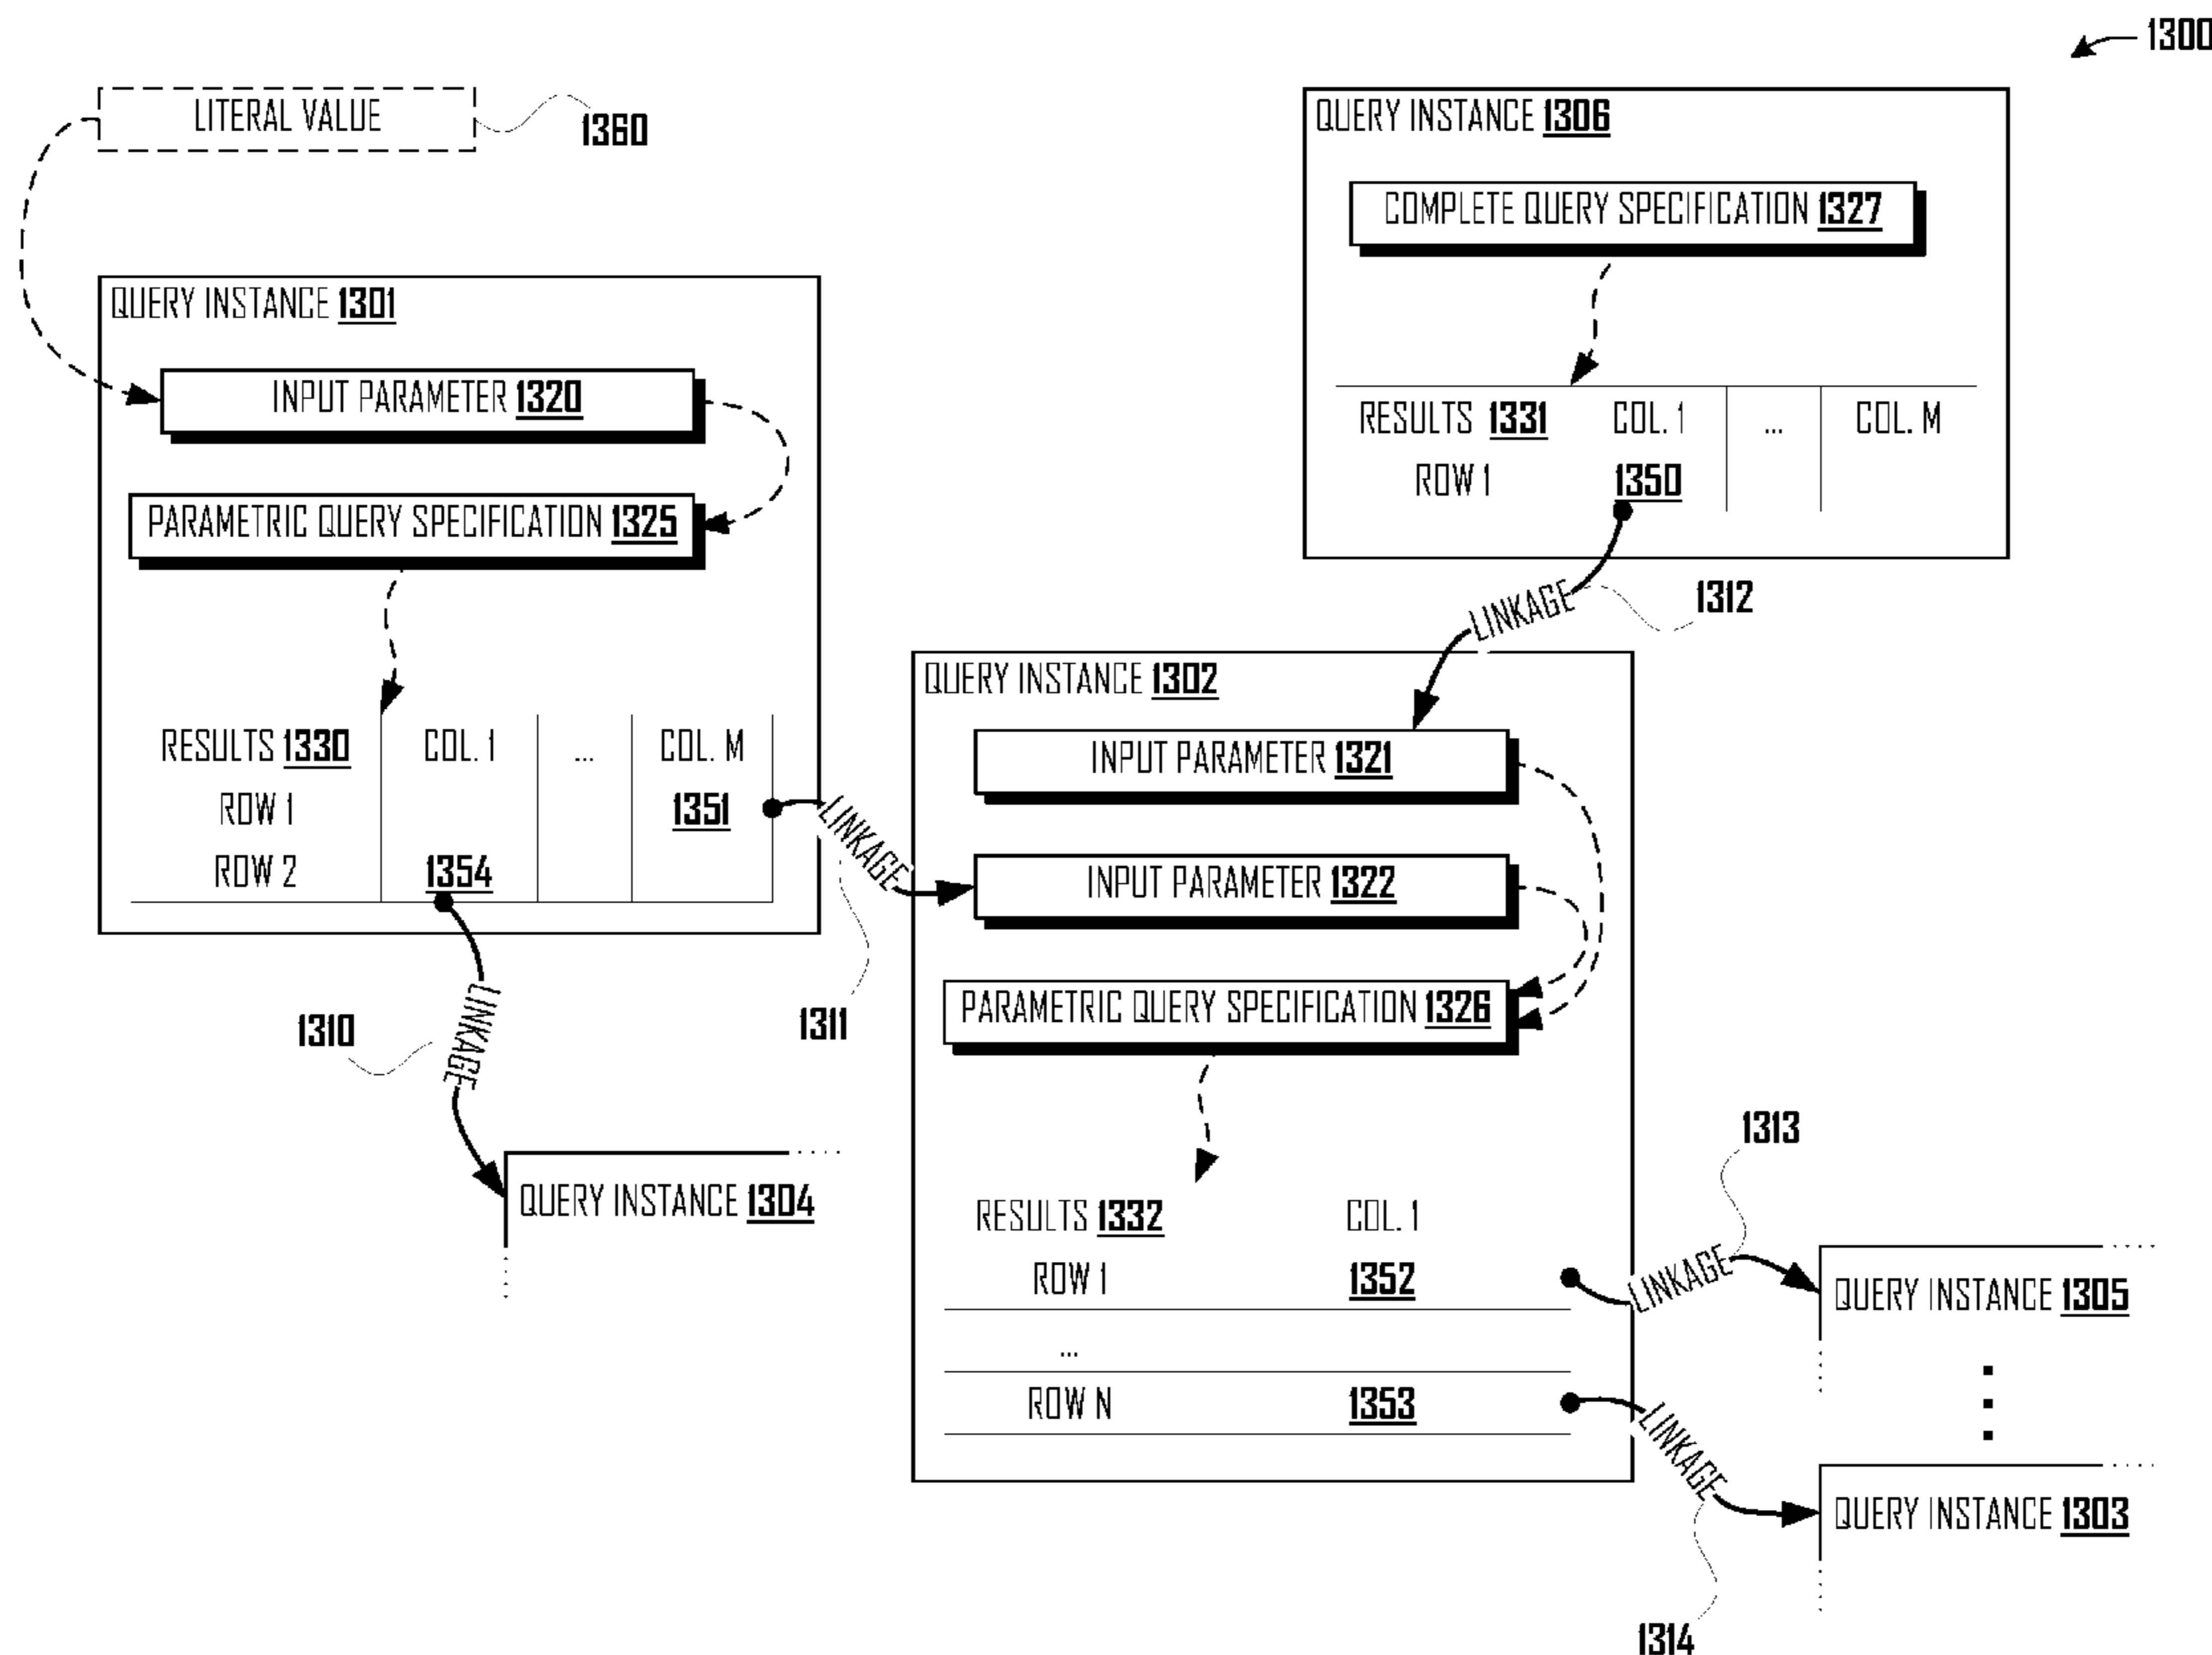 1300
LITERAL VALUE
1360
QUERY INSTANCE 1306
COMPLETE QUERY SPECIFICATION 1327
RESULTS 1331 COL. 1 ... COL. M
ROW 1 1350
LINKAGE
1312
QUERY INSTANCE 1301
INPUT PARAMETER 1320
PARAMETRIC QUERY SPECIFICATION 1325
RESULTS 1330 COL. 1 ... COL. M
ROW 1 1351
ROW 2 1354
LINKAGE
1311
LINKAGE
1310
QUERY INSTANCE 1304
QUERY INSTANCE 1302
INPUT PARAMETER 1321
INPUT PARAMETER 1322
PARAMETRIC QUERY SPECIFICATION 1326
RESULTS 1332 COL. 1
ROW 1 1352
...
ROW N 1353
LINKAGE
1313
QUERY INSTANCE 1305
LINKAGE
1314
QUERY INSTANCE 1303